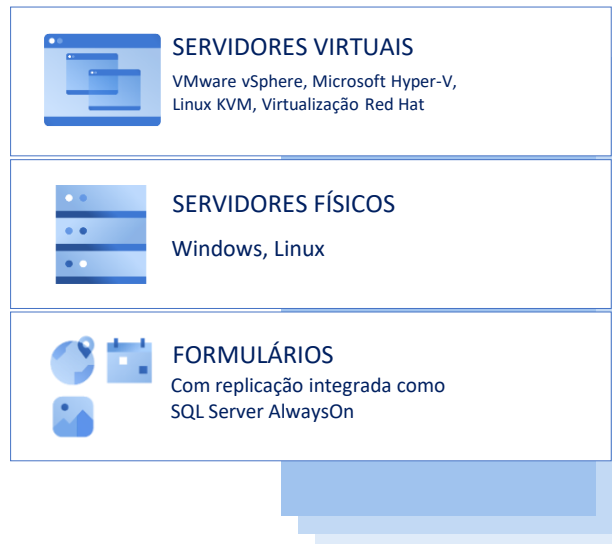 SERVIDORES VIRTUAIS
VMware vSphere, Microsoft Hyper-V,
Linux KVM, Virtualização Red Hat
SERVIDORES FÍSICOS
Windows, Linux
FORMULÁRIOS
Com replicação integrada como
SQL Server AlwaysOn